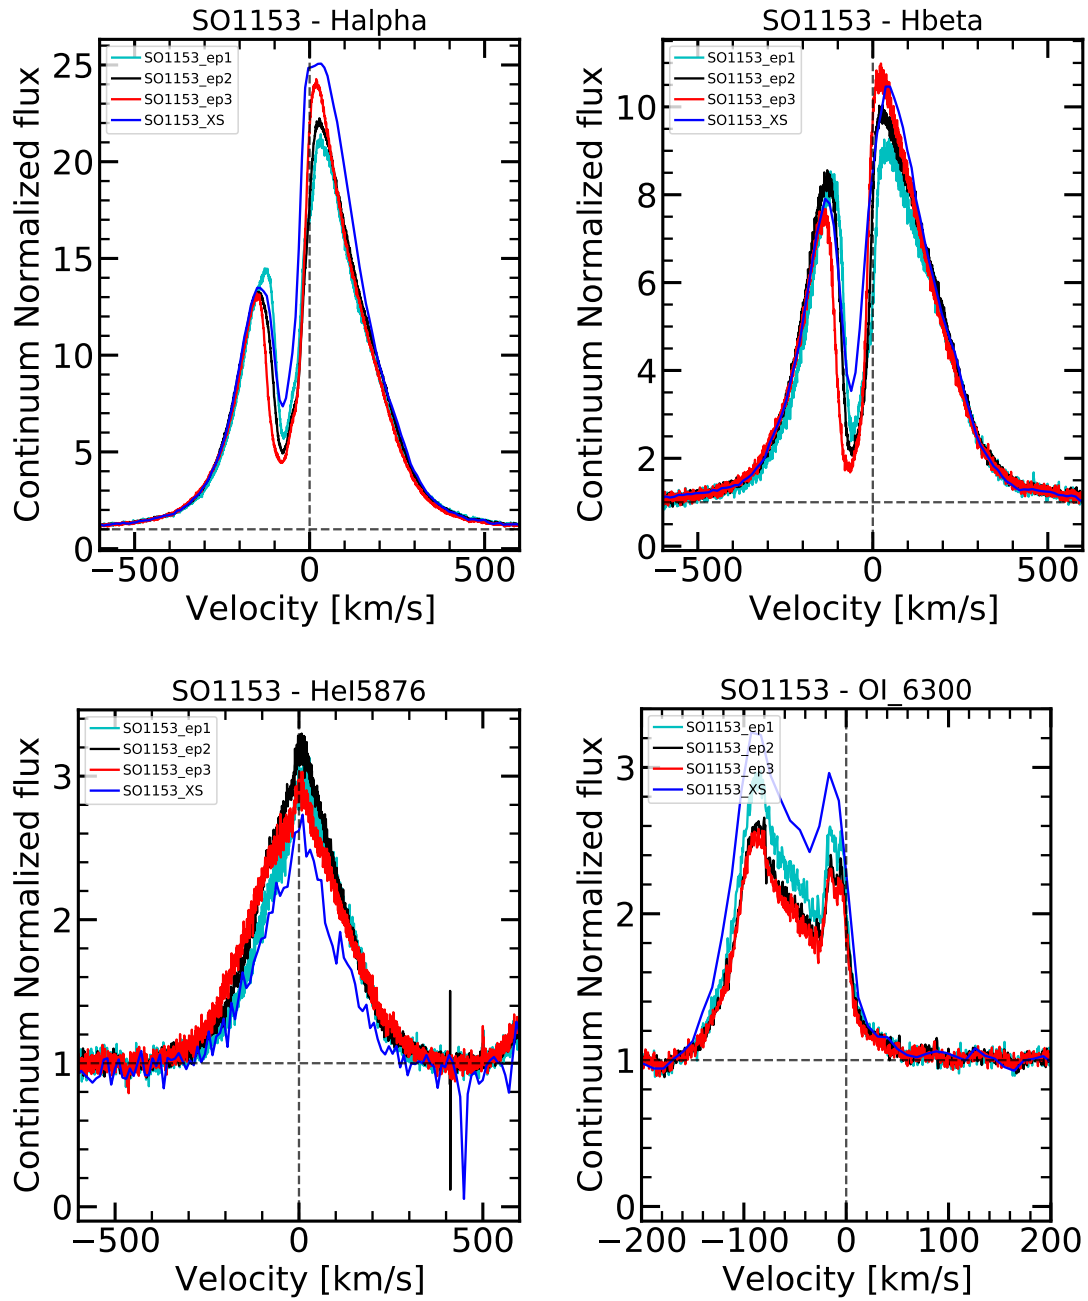 SO1153 - Halpha
SO1153_ep1
SO1153_ep2
SO1153_ep3
SO1153_XS
Continuum Normalized flux
25
20
15
10
5
0
−500
0
500
Velocity [km/s]
SO1153 - Hbeta
SO1153_ep1
SO1153_ep2
SO1153_ep3
SO1153_XS
Continuum Normalized flux
10
8
6
4
2
0
−500
0
500
Velocity [km/s]
SO1153 - HeI5876
SO1153_ep1
SO1153_ep2
SO1153_ep3
SO1153_XS
Continuum Normalized flux
3
2
1
0
−500
0
500
Velocity [km/s]
SO1153 - OI_6300
SO1153_ep1
SO1153_ep2
SO1153_ep3
SO1153_XS
Continuum Normalized flux
3
2
1
0
−200
−100
0
100
200
Velocity [km/s]